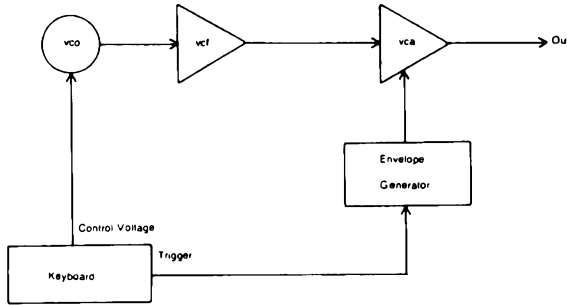 vco
vcf
vca
Ou
Envelope
Generator
Control Voltage
Trigger
Keyboard